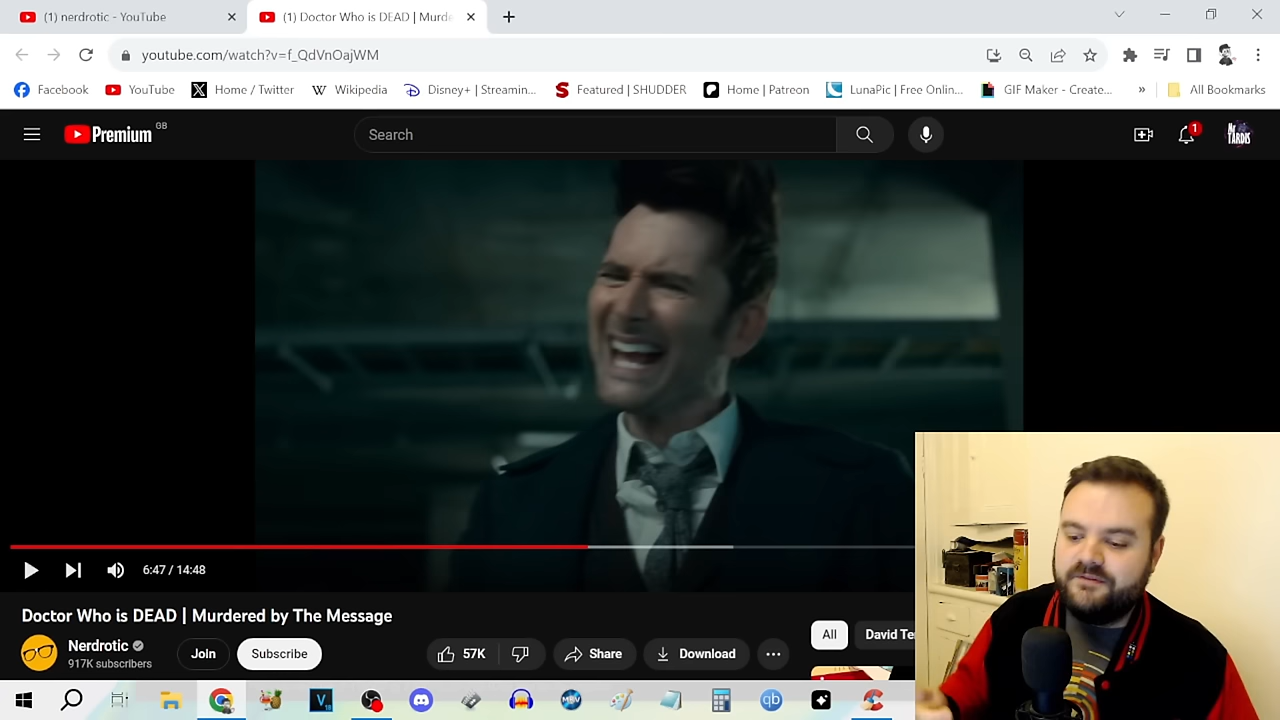 (1) nerdrotic - YouTube
(1) Doctor Who is DEAD | Murde
youtube.com/watch?v=f_QdVnOajWM
Facebook
YouTube
Home / Twitte
Wikipedia
Disney+ | Streamin...
Featured | SHUDDER
Home | Patreon
LunaPic | Free Onlin...
GIF Maker - Create...
»
All Bookmarks
Premium GB
Search
1
Mr TARDIS
6:47 / 14:48
Doctor Who is DEAD | Murdered by The Message
Nerdrotic
917K subscribers
Join
Subscribe
57K
Share
Download
All
David Te